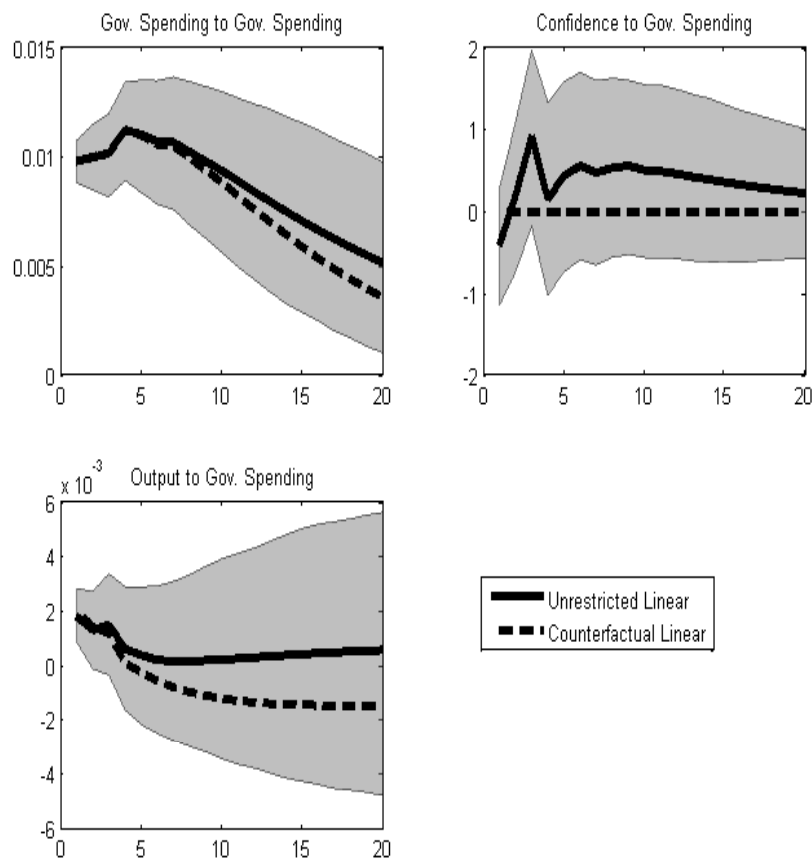 Gov. Spending to Gov. Spending
0.015
0.01
0.005
0
0 5 10 15 20
Confidence to Gov. Spending
2
1
0
-1
-2
0 5 10 15 20
x 10^-3
Output to Gov. Spending
6
4
2
0
-2
-4
-6
0 5 10 15 20
Unrestricted Linear
Counterfactual Linear